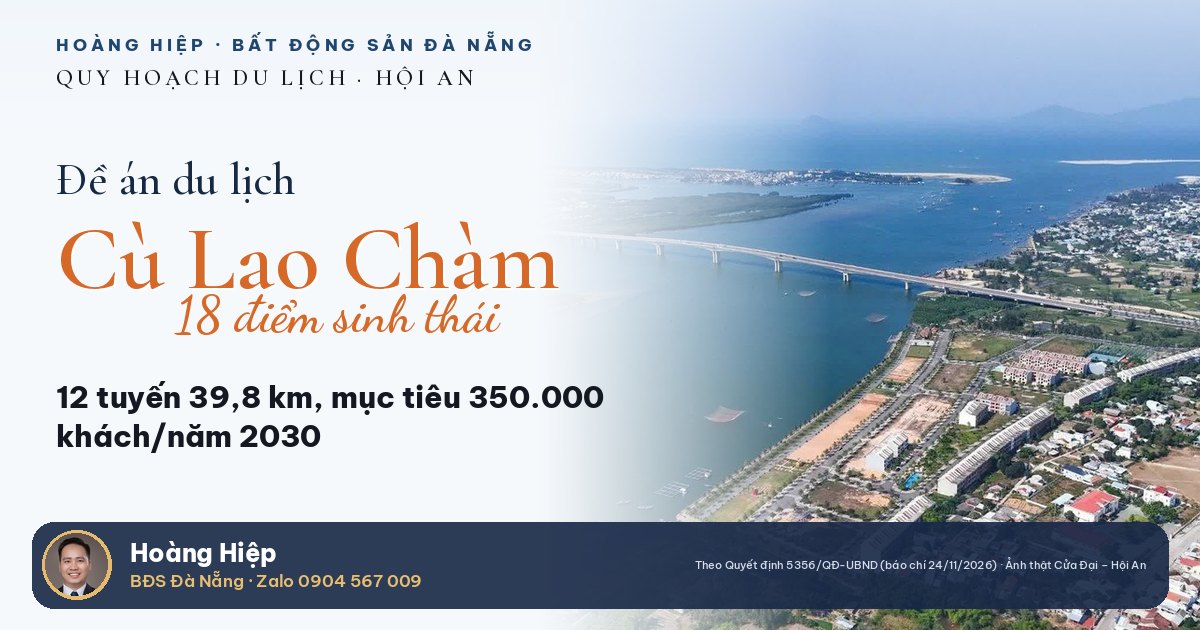 HOÀNG HIỆP · BẤT ĐỘNG SẢN ĐÀ NẴNG
QUY HOẠCH DU LỊCH · HỘI AN
Đề án du lịch
Cù Lao Chàm
18 điểm sinh thái
12 tuyến 39,8 km, mục tiêu 350.000
khách/năm 2030
Hoàng Hiệp
BĐS Đà Nẵng · Zalo 0904 567 009
Theo Quyết định 5356/QĐ-UBND (báo chí 24/11/2026) · Ảnh thật Cửa Đại – Hội An